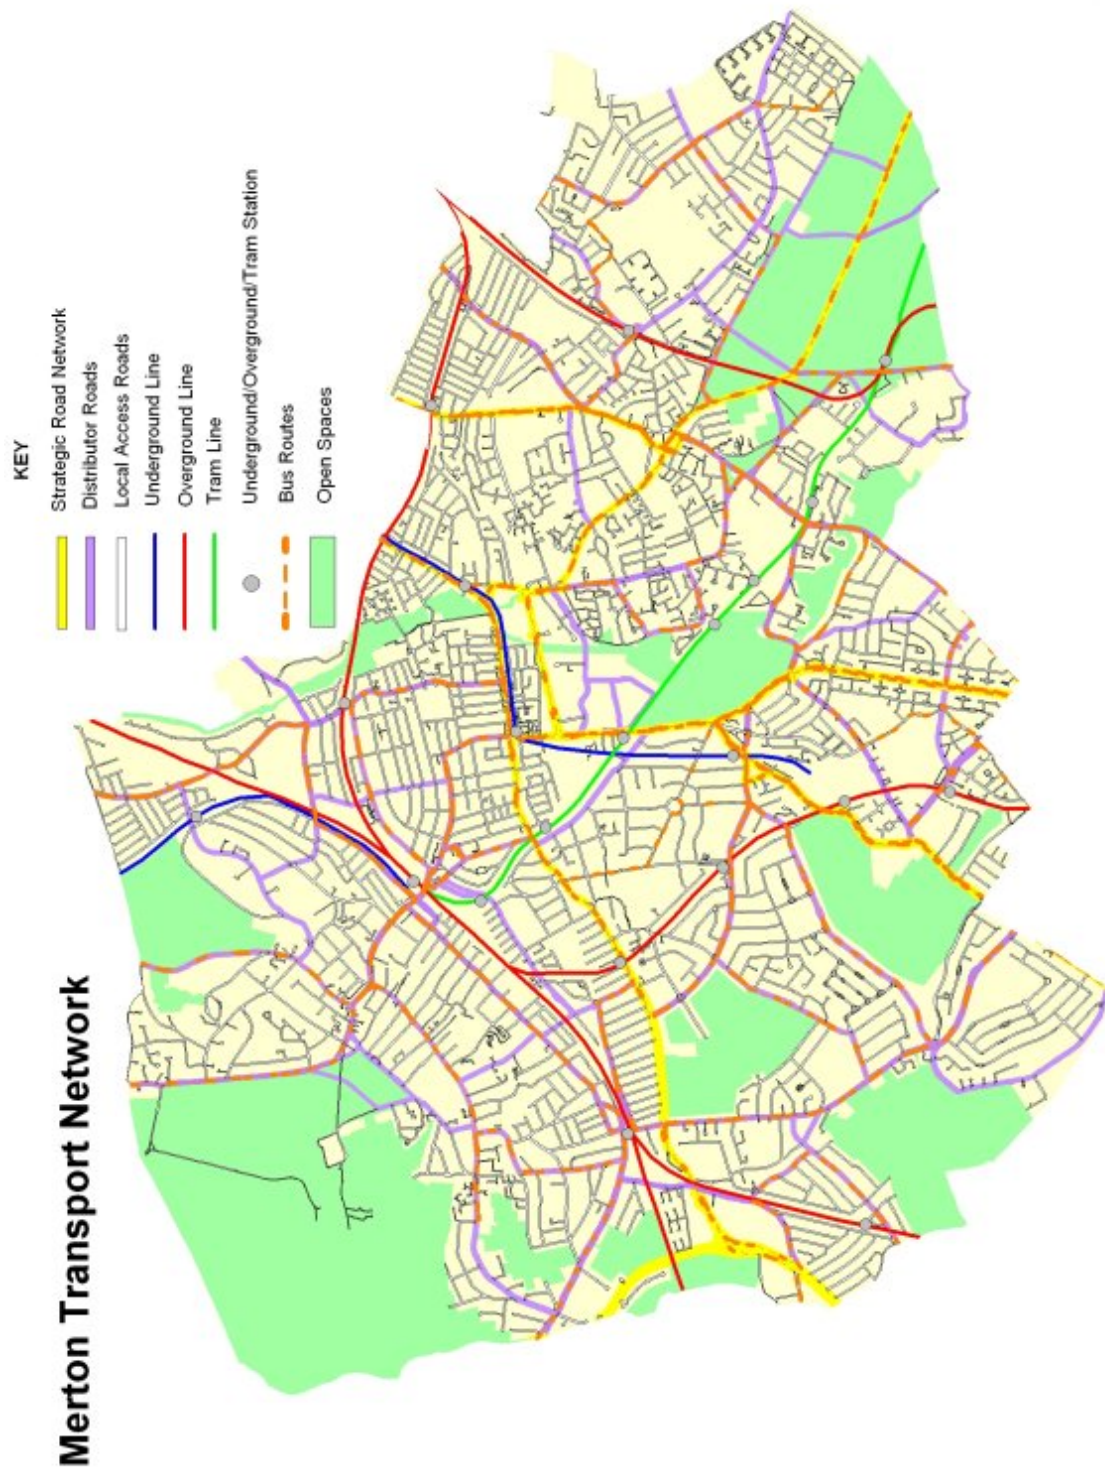 Merton Transport Network
KEY
Strategic Road Network
Distributor Roads
Local Access Roads
Underground Line
Overground Line
Tram Line
Underground/Overground/Tram Station
Bus Routes
Open Spaces